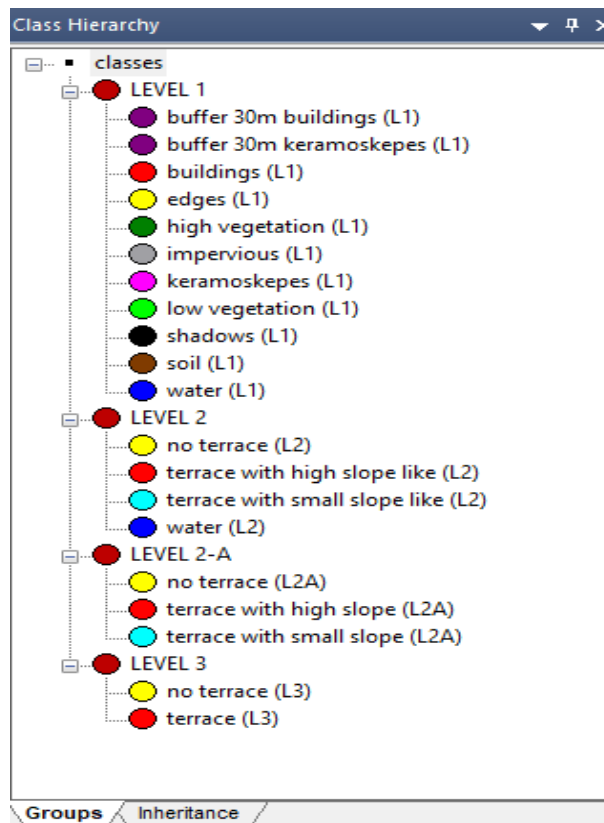 Class Hierarchy
classes
LEVEL 1
buffer 30m buildings (L1)
buffer 30m keramoskepes (L1)
buildings (L1)
edges (L1)
high vegetation (L1)
impervious (L1)
keramoskepes (L1)
low vegetation (L1)
shadows (L1)
soil (L1)
water (L1)
LEVEL 2
no terrace (L2)
terrace with high slope like (L2)
terrace with small slope like (L2)
water (L2)
LEVEL 2-A
no terrace (L2A)
terrace with high slope (L2A)
terrace with small slope (L2A)
LEVEL 3
no terrace (L3)
terrace (L3)
Groups Inheritance